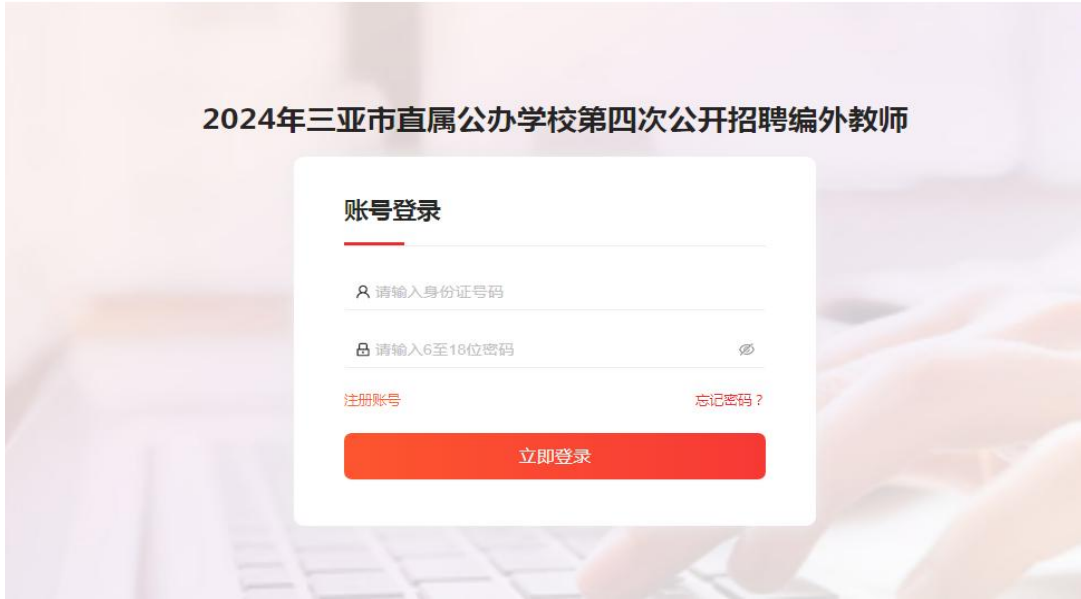 2024年三亚市直属公办学校第四次公开招聘编外教师
账号登录
请输入身份证号码
请输入6至18位密码
注册账号 忘记密码？
立即登录